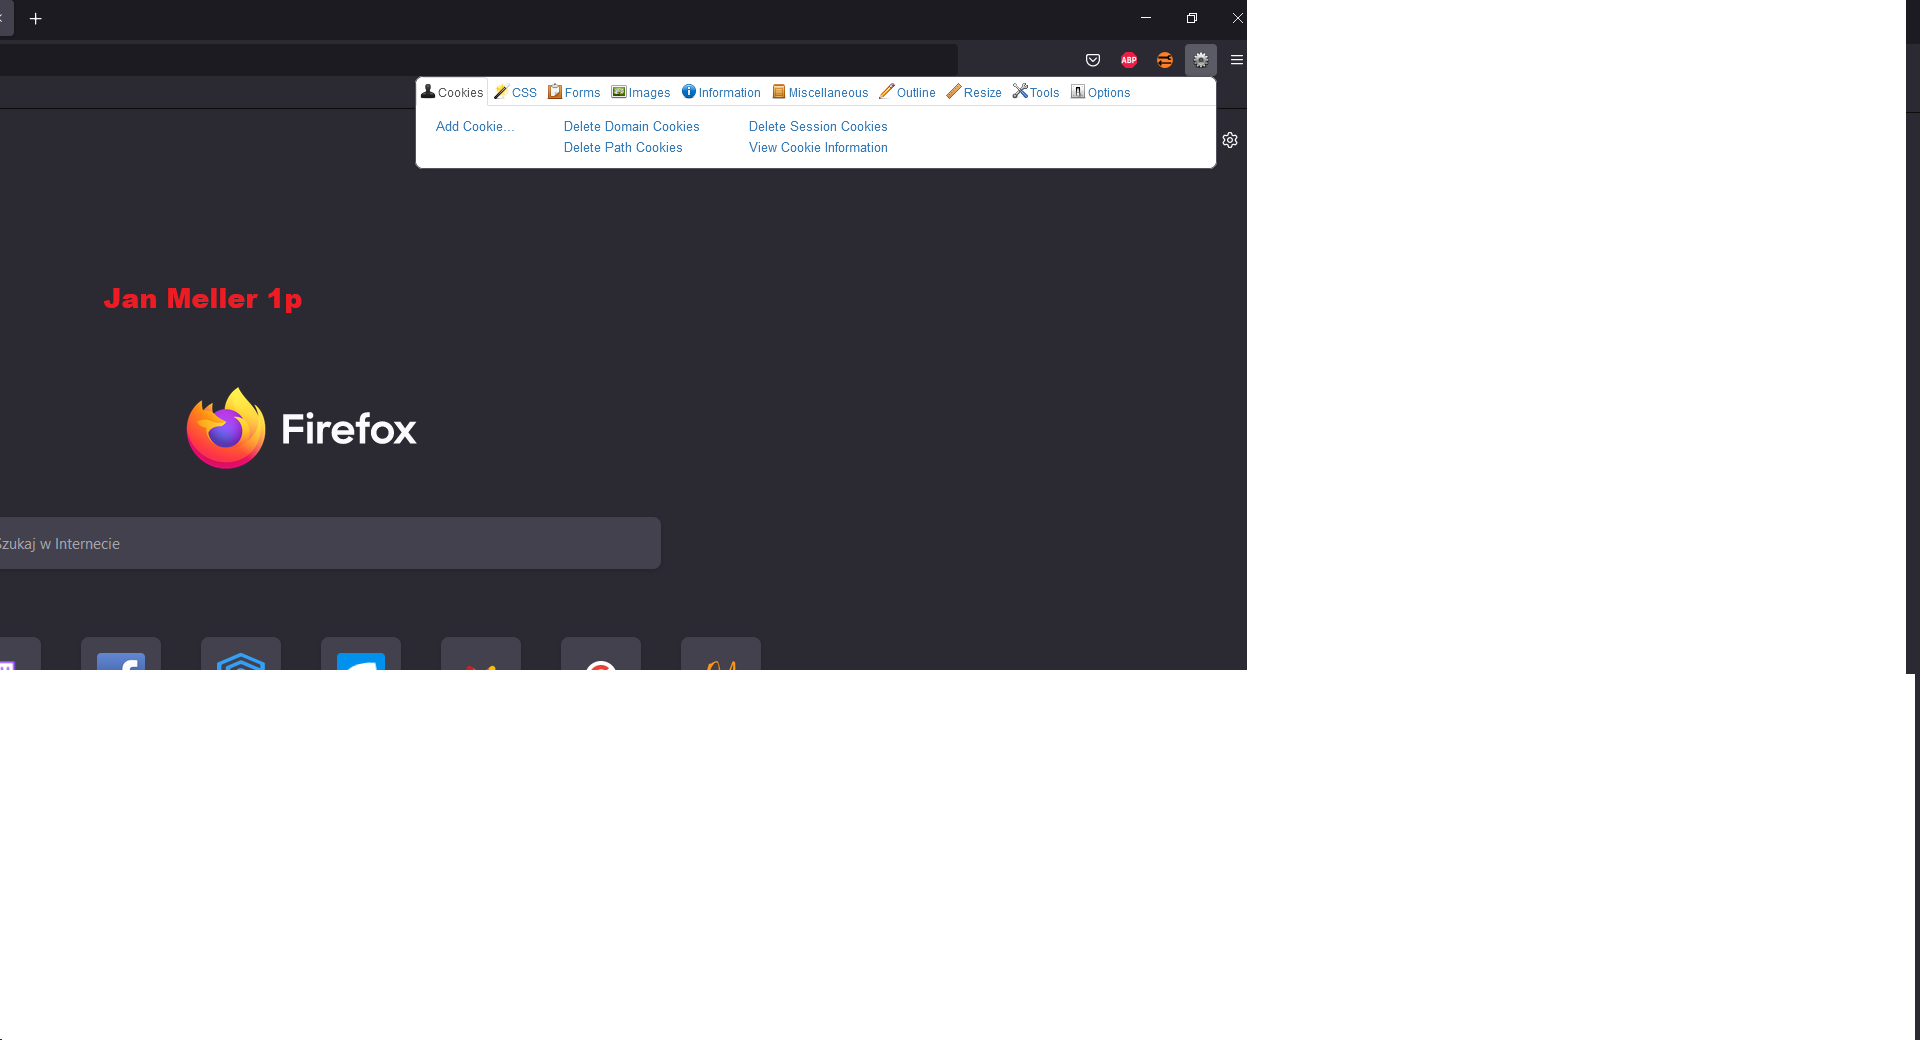 ABP
Cookies CSS Forms Images Information Miscellaneous Outline Resize Tools Options
Add Cookie... Delete Domain Cookies Delete Session Cookies
Delete Path Cookies View Cookie Information
Jan Meller 1p
Firefox
Szukaj w Internecie